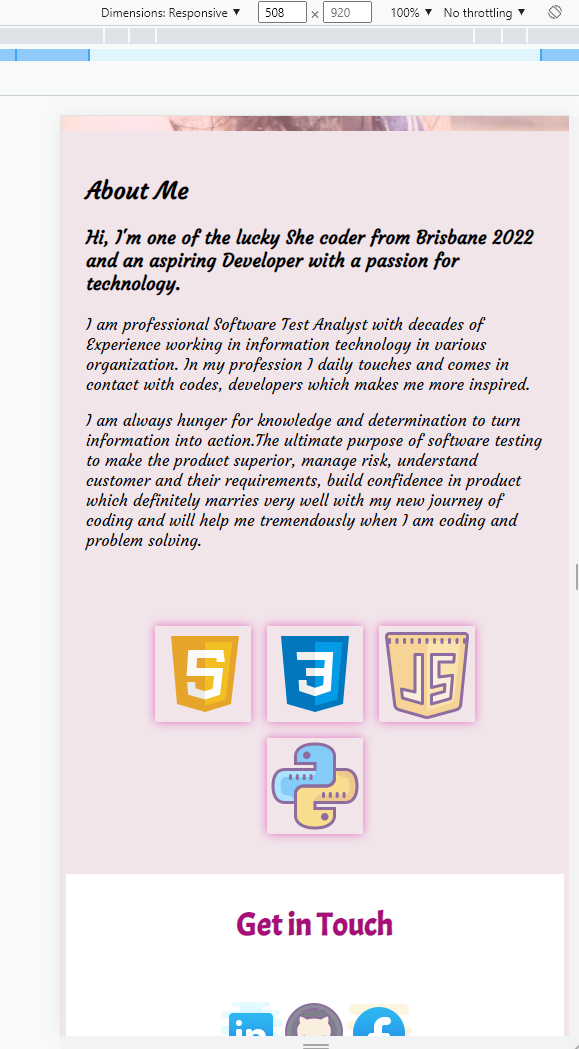 Dimensions: Responsive ▼ 508 × 920 100% ▼ No throttling ▼
About Me
Hi, I'm one of the lucky She coder from Brisbane 2022
and an aspiring Developer with a passion for
technology.
I am professional Software Test Analyst with decades of
Experience working in information technology in various
organization. In my profession I daily touches and comes in
contact with codes, developers which makes me more inspired.
I am always hunger for knowledge and determination to turn
information into action.The ultimate purpose of software testing
to make the product superior, manage risk, understand
customer and their requirements, build confidence in product
which definitely marries very well with my new journey of
coding and will help me tremendously when I am coding and
problem solving.
5 3 JS
Get in Touch
in f